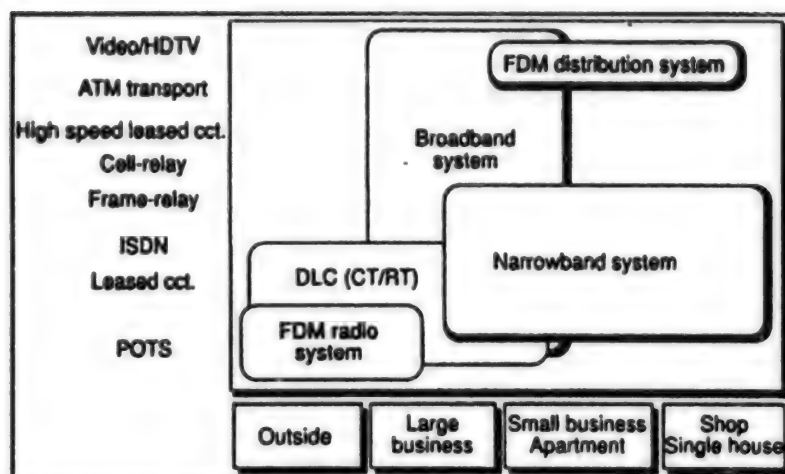 Video/HDTV
ATM transport
High speed leased cct.
Cell-relay
Frame-relay
ISDN
Leased cct.
POTS
FDM distribution system
Broadband
system
Narrowband system
DLC (CT/RT)
FDM radio
system
Outside
Large
business
Small business
Apartment
Shop
Single house